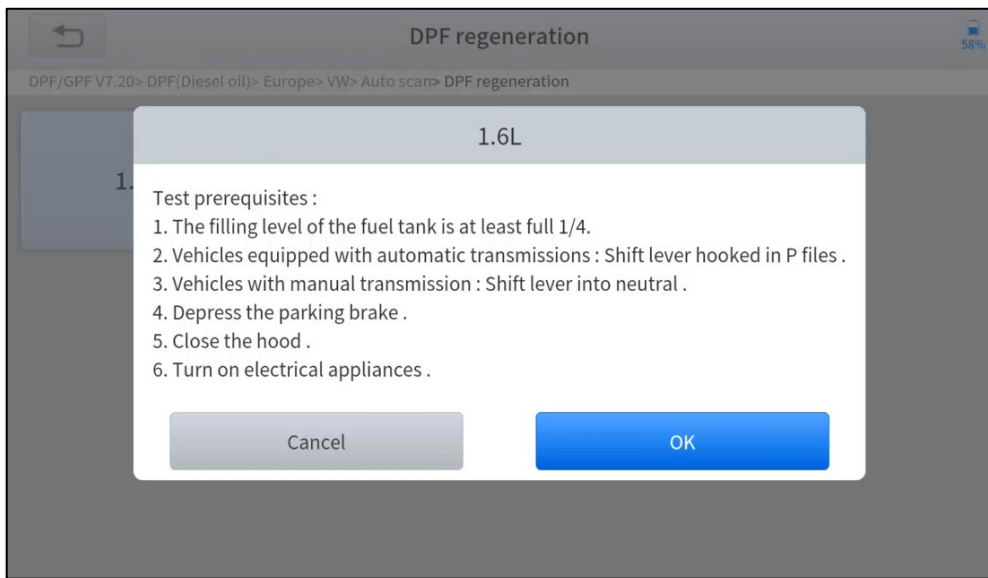 DPF regeneration
58%
DPF/GPF V7.20> DPF(Diesel oil)> Europe> VW> Auto scan> DPF regeneration
1.
1.6L
Test prerequisites :
1. The filling level of the fuel tank is at least full 1/4.
2. Vehicles equipped with automatic transmissions : Shift lever hooked in P files .
3. Vehicles with manual transmission : Shift lever into neutral .
4. Depress the parking brake .
5. Close the hood .
6. Turn on electrical appliances .
Cancel
OK